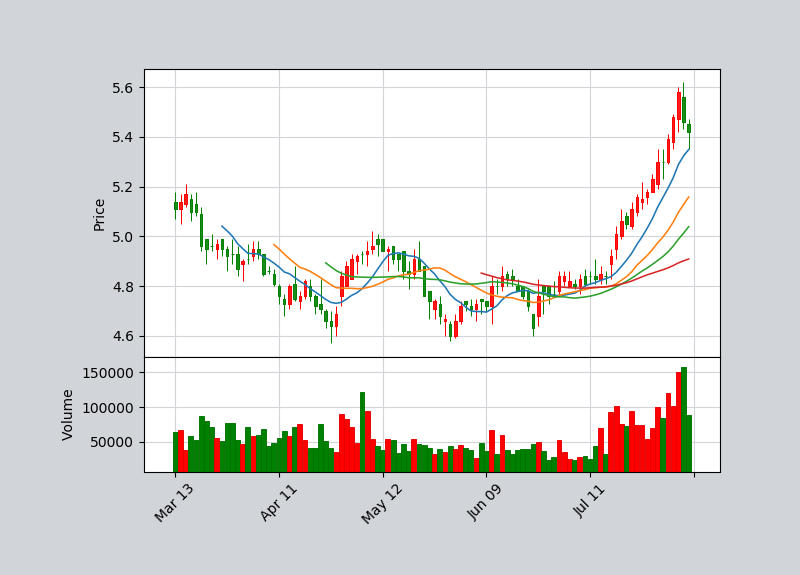 5.6
5.4
5.2
5.0
4.8
4.6
Price
150000
100000
50000
Volume
Mar 13
Apr 11
May 12
Jun 09
Jul 11